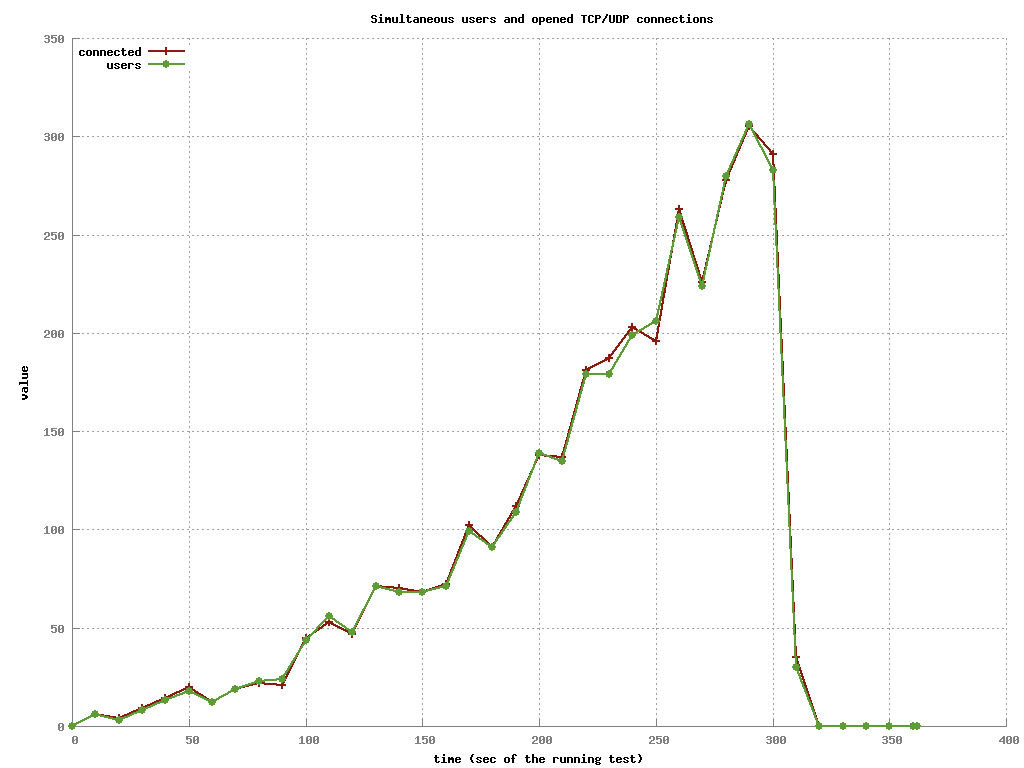 Simultaneous users and opened TCP/UDP connections
350
connected
users
300
250
200
value
150
100
50
0
0 50 100 150 200 250 300 350 400
time (sec of the running test)